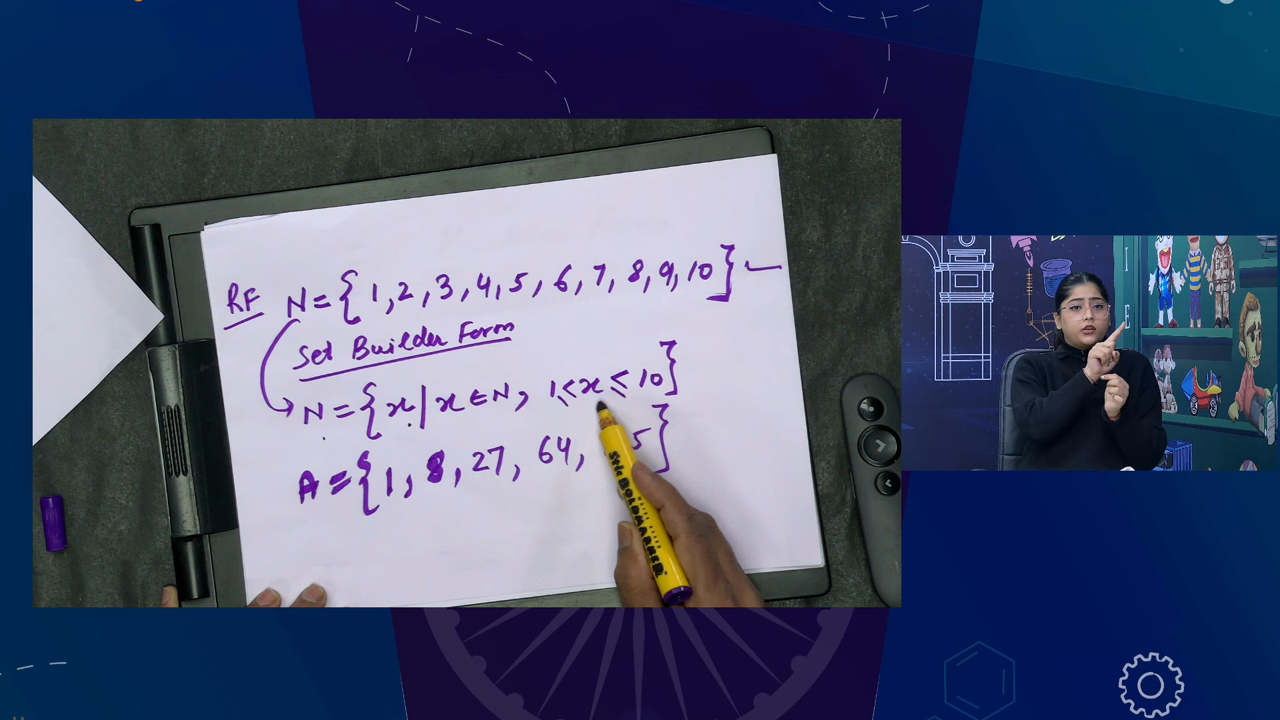 RF N = { 1, 2, 3, 4, 5, 6, 7, 8, 9, 10 }
Set Builder Form
N = { x | x ∈ N, 1 ≤ x ≤ 10 }
A = { 1, 8, 27, 64, 5 }